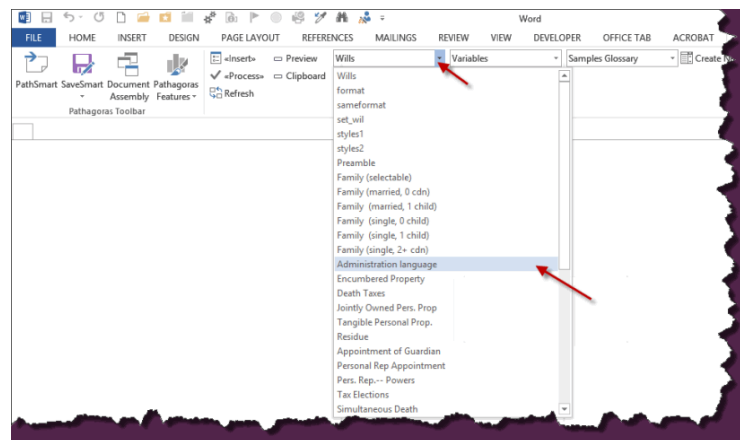 Word
FILE HOME INSERT DESIGN PAGE LAYOUT REFERENCES MAILINGS REVIEW VIEW DEVELOPER OFFICE TAB ACROBAT
«Insert» Preview Wills Variables Samples Glossary Create
PathSmart SaveSmart Document Assembly Pathagoras Features
«Process» Clipboard
Refresh
Pathagoras Toolbar
Wills
format
sameformat
set_wil
styles1
styles2
Preamble
Family (selectable)
Family (married, 0 cdn)
Family (married, 1 child)
Family (single, 0 child)
Family (single, 1 child)
Family (single, 2+ cdn)
Administration language
Encumbered Property
Death Taxes
Jointly Owned Pers. Prop
Tangible Personal Prop.
Residue
Appointment of Guardian
Personal Rep Appointment
Pers. Rep.-- Powers
Tax Elections
Simultaneous Death